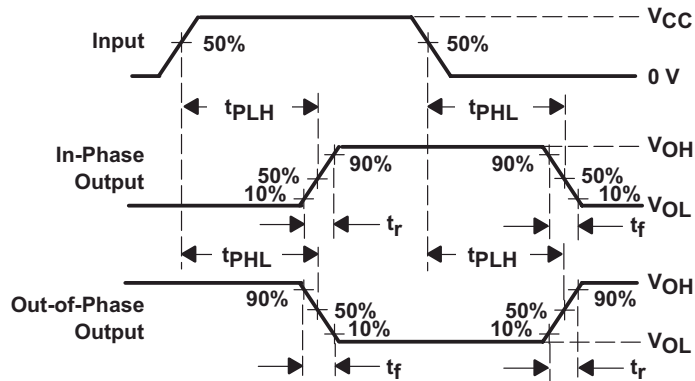 VCC
Input
50%
50%
0 V
tPLH
tPHL
In-Phase
Output
VOH
90%
90%
50%
50%
10%
10%
VOL
tr
tf
tPHL
tPLH
Out-of-Phase
Output
VOH
90%
90%
50%
50%
10%
10%
VOL
tf
tr